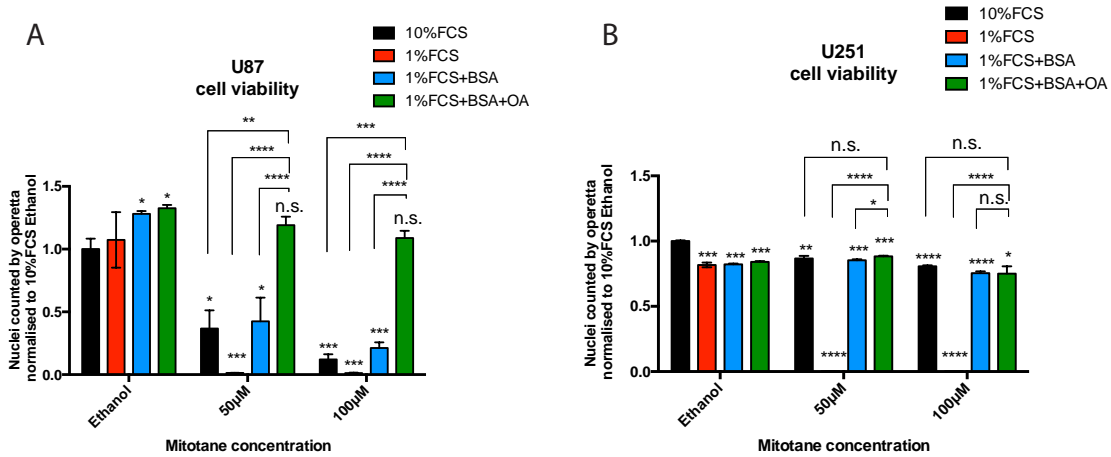 A
U87
cell viability
10%FCS
1%FCS
1%FCS+BSA
1%FCS+BSA+OA
Nuclei counted by operetta
normalised to 10%FCS Ethanol
1.5
1.0
0.5
0.0
**
****
****
***
****
****
* *
* *** *
n.s.
*** *** ***
n.s.
Ethanol
50µM
100µM
Mitotane concentration
B
U251
cell viability
10%FCS
1%FCS
1%FCS+BSA
1%FCS+BSA+OA
Nuclei counted by operetta
normalised to 10%FCS Ethanol
1.5
1.0
0.5
0.0
n.s.
****
*
n.s.
****
n.s.
*** *** ***
** **** *** ***
**** **** **** *
Ethanol
50µM
100µM
Mitotane concentration